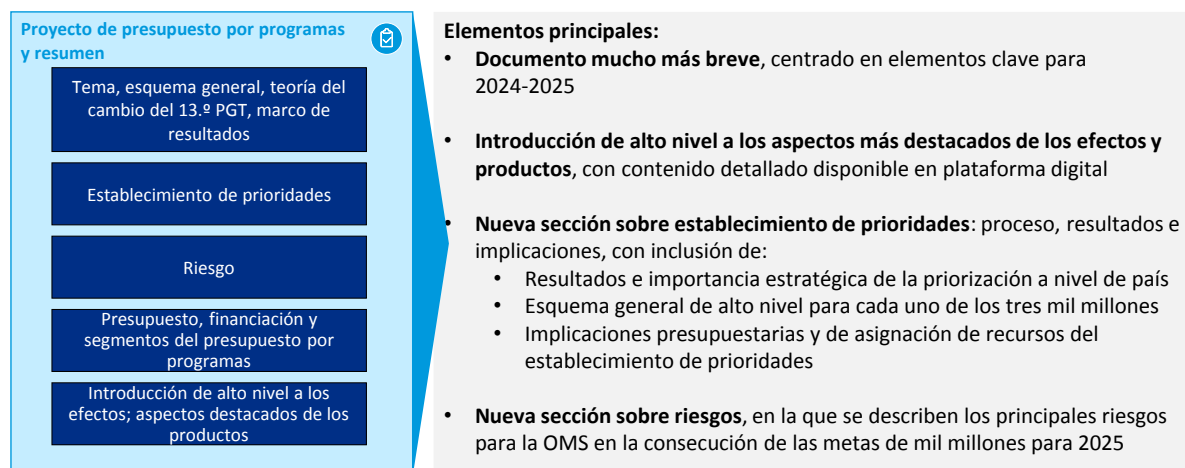 Proyecto de presupuesto por programas
y resumen
Tema, esquema general, teoría del
cambio del 13.º PGT, marco de
resultados
Establecimiento de prioridades
Riesgo
Presupuesto, financiación y
segmentos del presupuesto por
programas
Introducción de alto nivel a los
efectos; aspectos destacados de los
productos
Elementos principales:
• Documento mucho más breve, centrado en elementos clave para
2024-2025
• Introducción de alto nivel a los aspectos más destacados de los efectos y
productos, con contenido detallado disponible en plataforma digital
• Nueva sección sobre establecimiento de prioridades: proceso, resultados e
implicaciones, con inclusión de:
• Resultados e importancia estratégica de la priorización a nivel de país
• Esquema general de alto nivel para cada uno de los tres mil millones
• Implicaciones presupuestarias y de asignación de recursos del
establecimiento de prioridades
• Nueva sección sobre riesgos, en la que se describen los principales riesgos
para la OMS en la consecución de las metas de mil millones para 2025